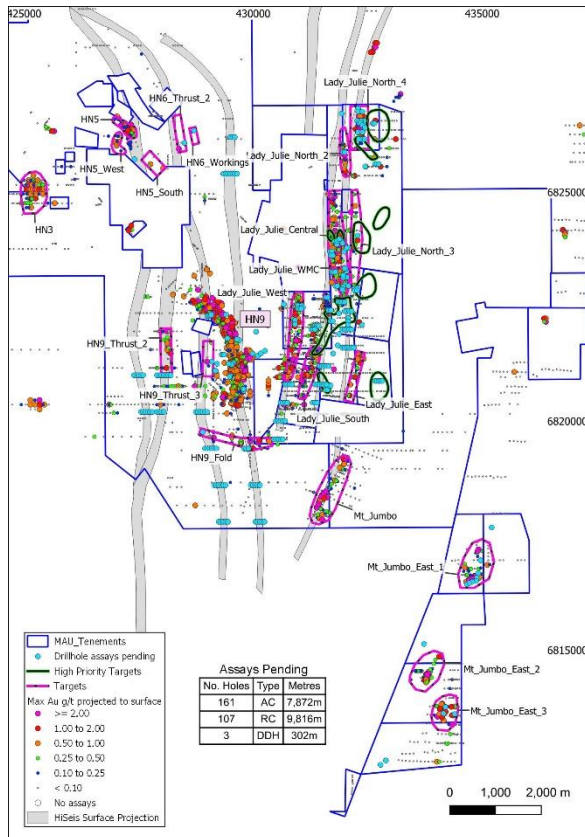 425000
430000
435000
Lady_Julie_North_4
HN6_Thrust_2
HN5
Lady_Julie_North_2
HN6_Workings
HN5_West
HN5_South
6825000
HN3
Lady_Julie_Central
Lady_Julie_North_3
Lady_Julie_WMC
Lady_Julie_West
HN9
HN9_Thrust_2
HN9_Thrust_3
Lady_Julie_East
Lady_Julie_South
6820000
HN9_Fold
Mt_Jumbo
Mt_Jumbo_East_1
6815000
Mt_Jumbo_East_2
Mt_Jumbo_East_3
Legend
MAU_Tenements
Drillhole assays pending
High Priority Targets
Targets
Max Au g/t projected to surface
>= 2.00
1.00 to 2.00
0.50 to 1.00
0.25 to 0.50
0.10 to 0.25
< 0.10
No assays
HiSeis Surface Projection
Assays Pending
No. Holes Type Metres
161 AC 7,872m
107 RC 9,816m
3 DDH 302m
0 1,000 2,000 m